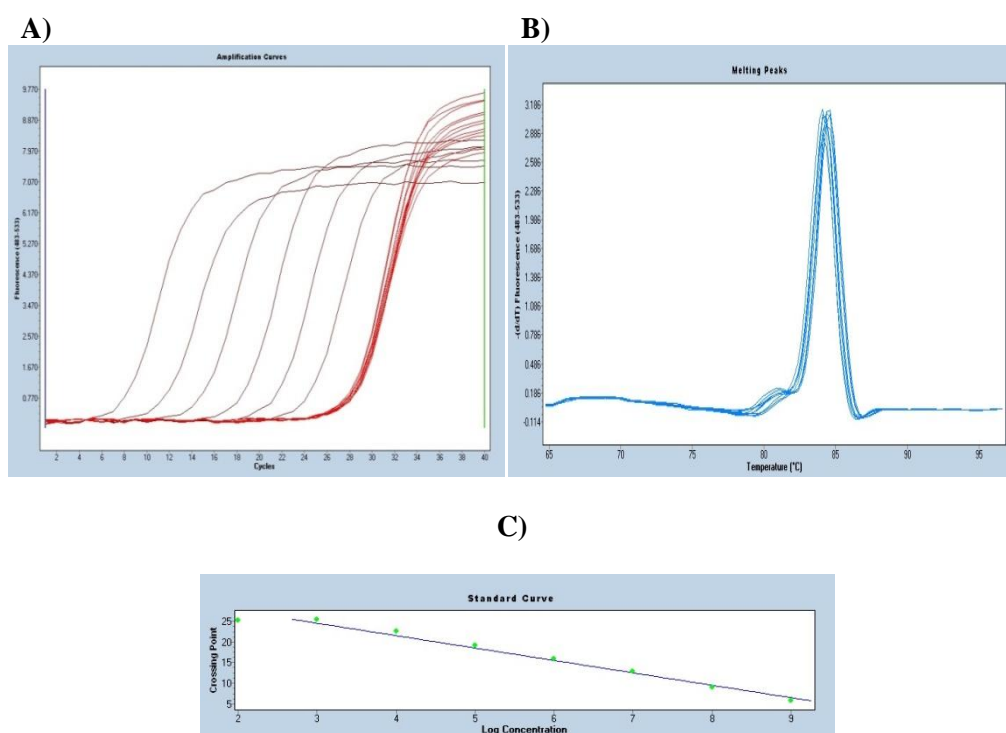 A)
B)
Amplification Curves
Fluorescence (483-533)
9.770
8.870
7.970
7.070
6.170
5.270
4.370
3.470
2.570
1.670
0.770
2 4 6 8 10 12 14 16 18 20 22 24 26 28 30 32 34 36 38 40
Cycles
Melting Peaks
-(d/dT) Fluorescence (483-533)
3.186
2.886
2.586
2.286
1.986
1.686
1.386
1.086
0.786
0.486
0.186
-0.114
65 70 75 80 85 90 95
Temperature (°C)
C)
Standard Curve
Crossing Point
25
20
15
10
5
2 3 4 5 6 7 8 9
Log Concentration